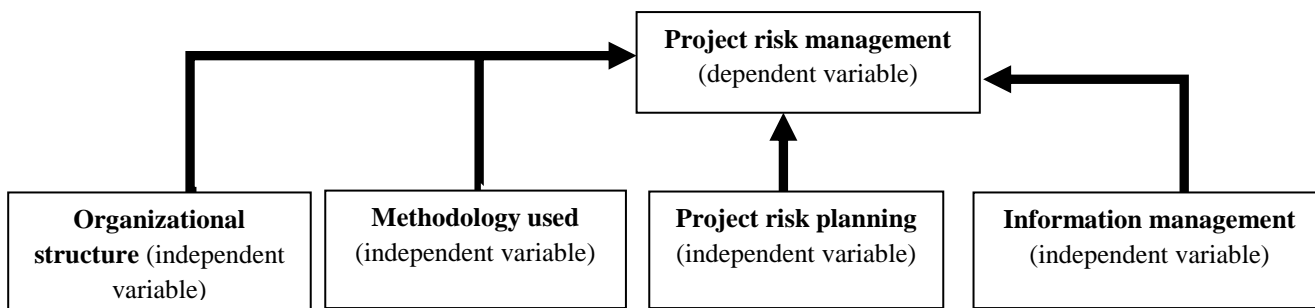 Project risk management
(dependent variable)
Organizational
structure (independent
variable)
Methodology used
(independent variable)
Project risk planning
(independent variable)
Information management
(independent variable)